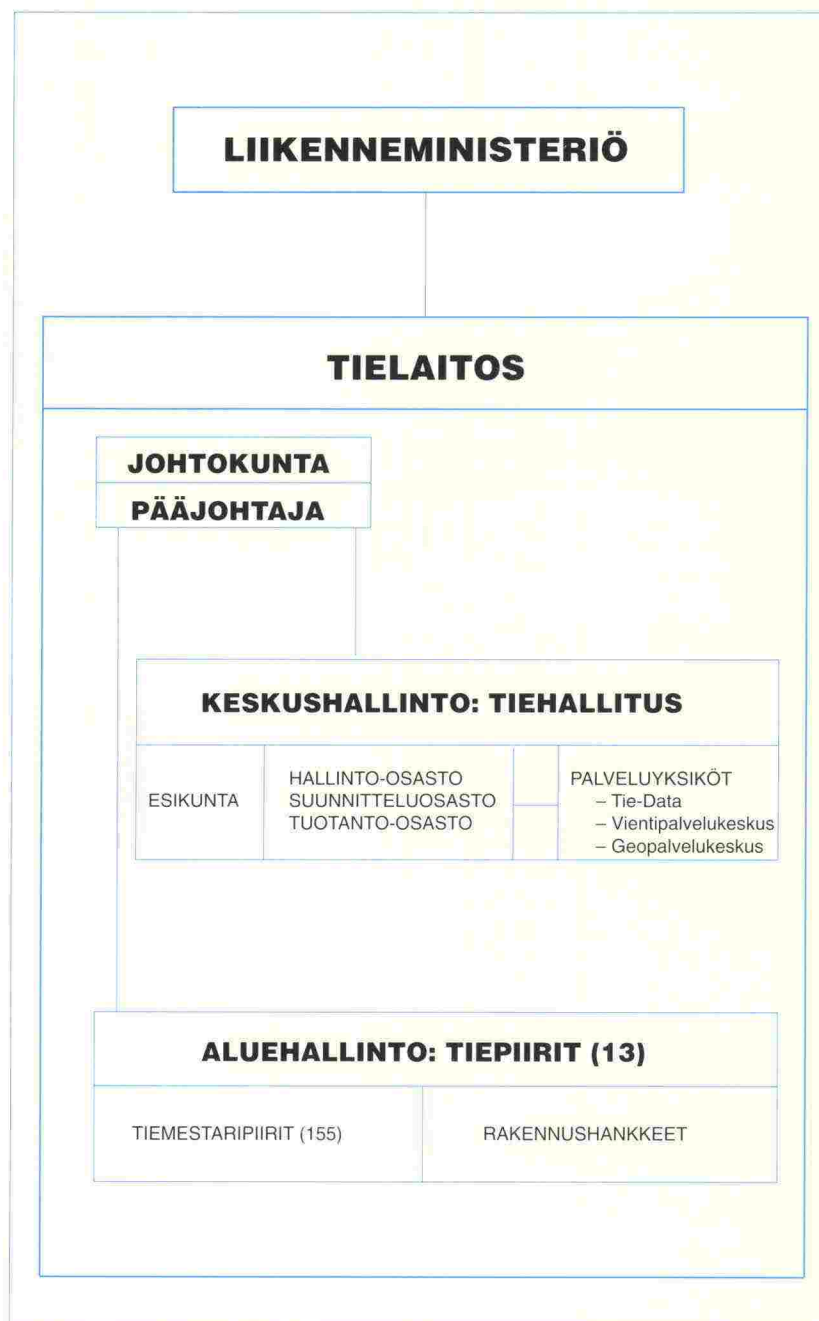 LIIKENNEMINISTERIÖ
TIELAITOS
JOHTOKUNTA
PÄÄJOHTAJA
KESKUSHALLINTO: TIEHALLITUS
ESIKUNTA
HALLINTO-OSASTO
SUUNNITTELUOSASTO
TUOTANTO-OSASTO
PALVELUYKSIKÖT
– Tie-Data
– Vientipalvelukeskus
– Geopalvelukeskus
ALUEHALLINTO: TIEPIIRIT (13)
TIEMESTARIPIIRIT (155)
RAKENNUSHANKKEET